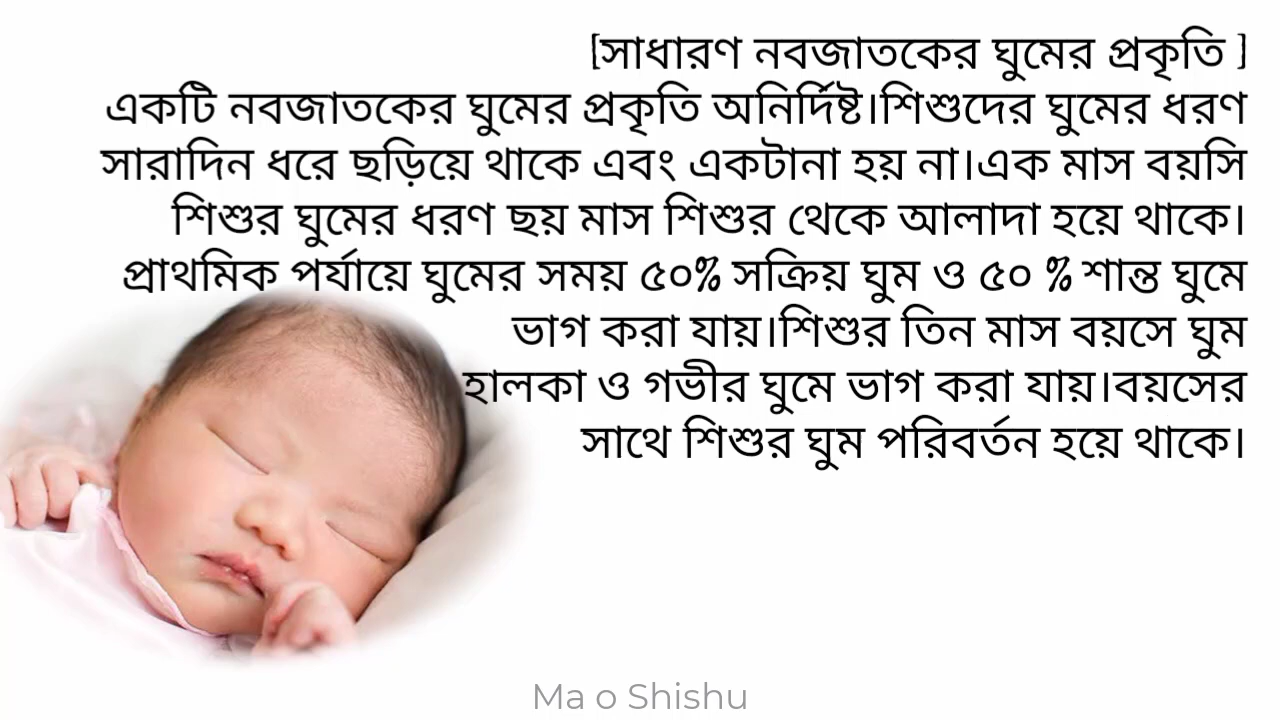 [সাধারণ নবজাতকের ঘুমের প্রকৃতি ]
একটি নবজাতকের ঘুমের প্রকৃতি অনির্দিষ্ট।শিশুদের ঘুমের ধরণ
সারাদিন ধরে ছড়িয়ে থাকে এবং একটানা হয় না।এক মাস বয়সি
শিশুর ঘুমের ধরণ ছয় মাস শিশুর থেকে আলাদা হয়ে থাকে।
প্রাথমিক পর্যায়ে ঘুমের সময় ৫০% সক্রিয় ঘুম ও ৫০ % শান্ত ঘুমে
ভাগ করা যায়।শিশুর তিন মাস বয়সে ঘুম
হালকা ও গভীর ঘুমে ভাগ করা যায়।বয়সের
সাথে শিশুর ঘুম পরিবর্তন হয়ে থাকে।
Ma o Shishu